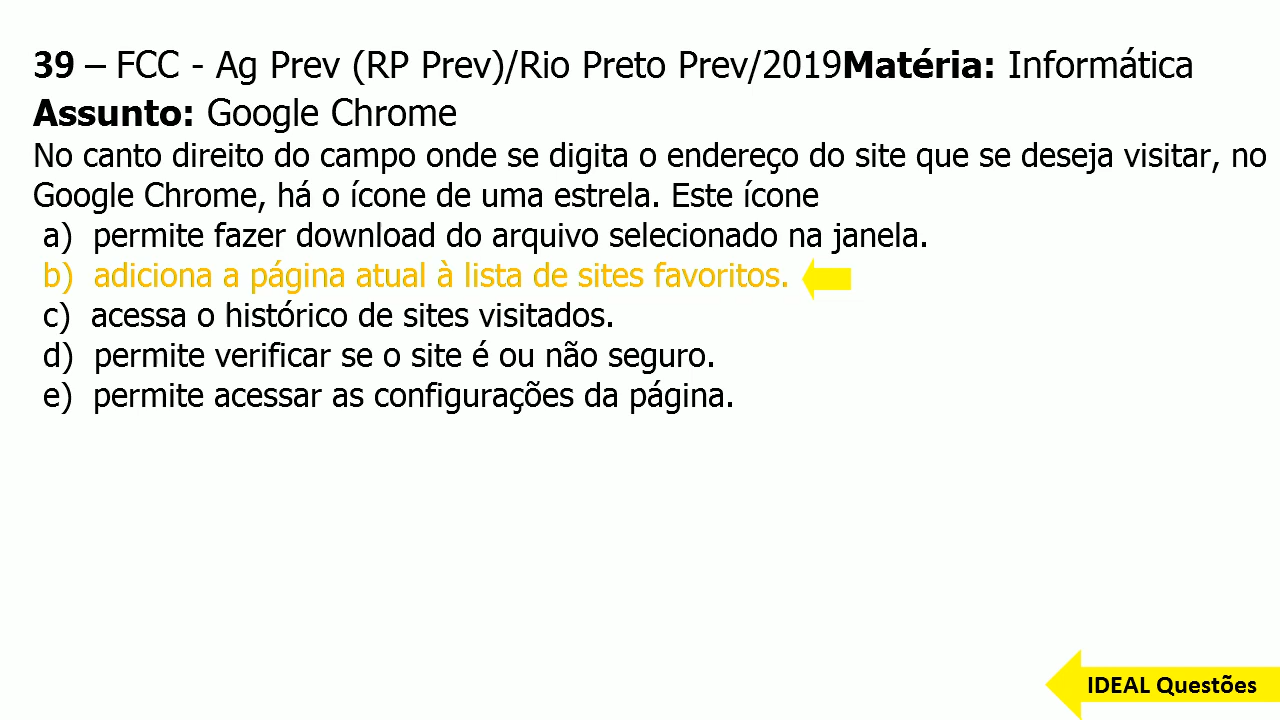 39 – FCC - Ag Prev (RP Prev)/Rio Preto Prev/2019Matéria: Informática
Assunto: Google Chrome
No canto direito do campo onde se digita o endereço do site que se deseja visitar, no
Google Chrome, há o ícone de uma estrela. Este ícone
a) permite fazer download do arquivo selecionado na janela.
b) adiciona a página atual à lista de sites favoritos.
c) acessa o histórico de sites visitados.
d) permite verificar se o site é ou não seguro.
e) permite acessar as configurações da página.
IDEAL Questões